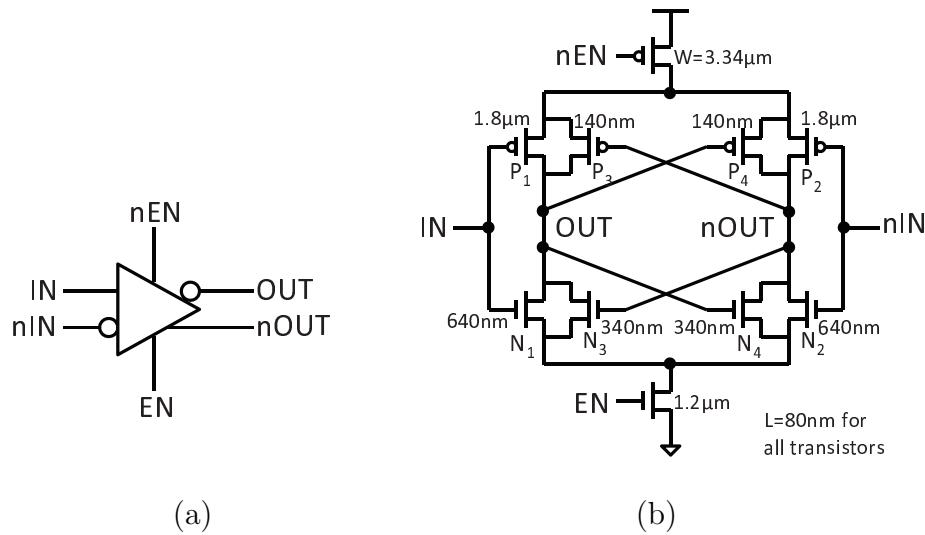 nEN
IN
nIN
OUT
nOUT
EN
(a)
nEN
W=3.34µm
1.8µm
140nm
140nm
1.8µm
P1
P3
P4
P2
IN
OUT
nOUT
nIN
640nm
340nm
340nm
640nm
N1
N3
N4
N2
EN
1.2µm
L=80nm for
all transistors
(b)